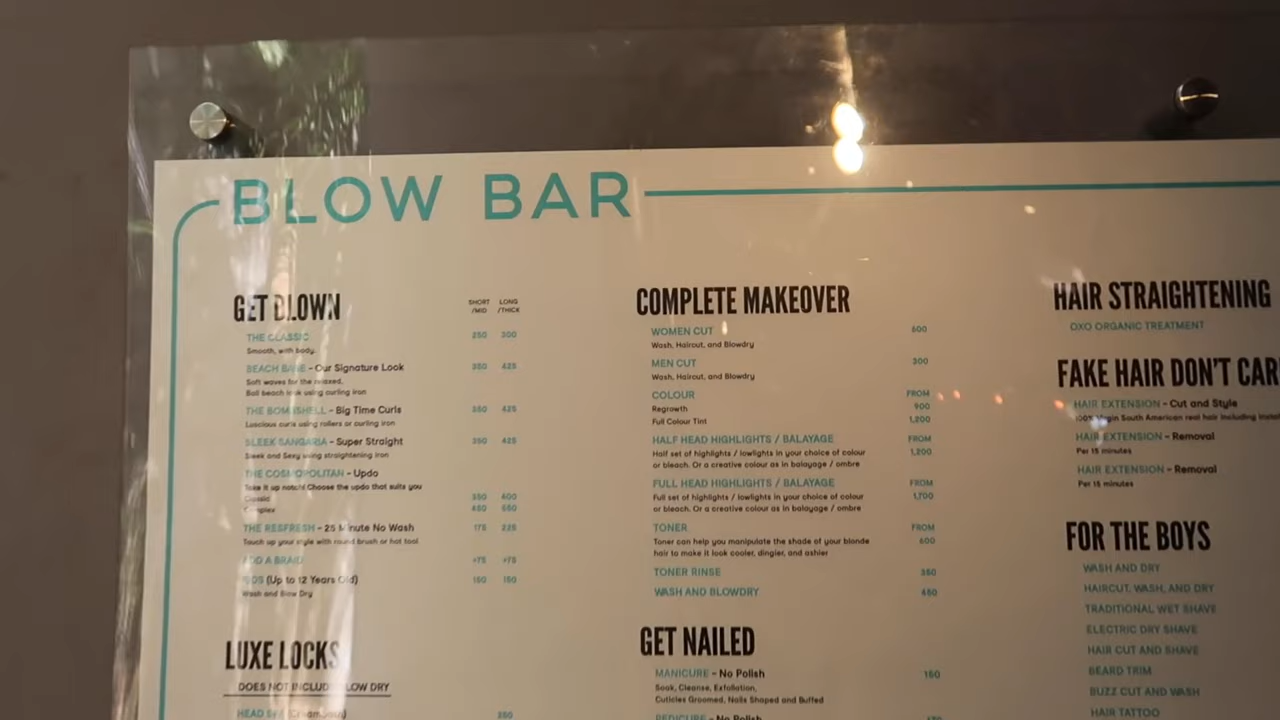 BLOW BAR
GET BLOWN
SHORT /MID
LONG /THICK
THE CLASSIC 250 300
Smooth, with body.
BEACH BABE - Our Signature Look 350 425
Soft waves for the relaxed.
Bali beach look using curling iron
THE BOMBSHELL - Big Time Curls 350 425
Luscious curls using rollers or curling iron
SLEEK SANGARIA - Super Straight 350 425
Sleek and Sexy using straightening iron
THE COSMOPOLITAN - Updo
Take it up notch! Choose the updo that suits you
Classic 350 400
Complex 450 550
THE RESFRESH - 25 Minute No Wash 175 225
Touch up your style with round brush or hot tool
ADD A BRAID +75 +75
KIDS (Up to 12 Years Old) 150 150
Wash and Blow Dry
LUXE LOCKS
DOES NOT INCLUDE BLOW DRY
HEAD SPA (Creambath) 250
COMPLETE MAKEOVER
WOMEN CUT 600
Wash, Haircut, and Blowdry
MEN CUT 300
Wash, Haircut, and Blowdry
COLOUR FROM
Regrowth 900
Full Colour Tint 1,200
HALF HEAD HIGHLIGHTS / BALAYAGE FROM
Half set of highlights / lowlights in your choice of colour 1,200
or bleach. Or a creative colour as in balayage / ombre
FULL HEAD HIGHLIGHTS / BALAYAGE FROM
Full set of highlights / lowlights in your choice of colour 1,700
or bleach. Or a creative colour as in balayage / ombre
TONER FROM
Toner can help you manipulate the shade of your blonde 600
hair to make it look cooler, dingier, and ashier
TONER RINSE 350
WASH AND BLOWDRY 450
GET NAILED
MANICURE - No Polish 150
Soak, Cleanse, Exfoliation,
Cuticles Groomed, Nails Shaped and Buffed
PEDICURE - No Polish
HAIR STRAIGHTENING
OXO ORGANIC TREATMENT
FAKE HAIR DON'T CAR
HAIR EXTENSION - Cut and Style
100% Virgin South American real hair including
HAIR EXTENSION - Removal
Per 15 minutes
HAIR EXTENSION - Removal
Per 15 minutes
FOR THE BOYS
WASH AND DRY
HAIRCUT, WASH, AND DRY
TRADITIONAL WET SHAVE
ELECTRIC DRY SHAVE
HAIR CUT AND SHAVE
BEARD TRIM
BUZZ CUT AND WASH
HAIR TATTOO